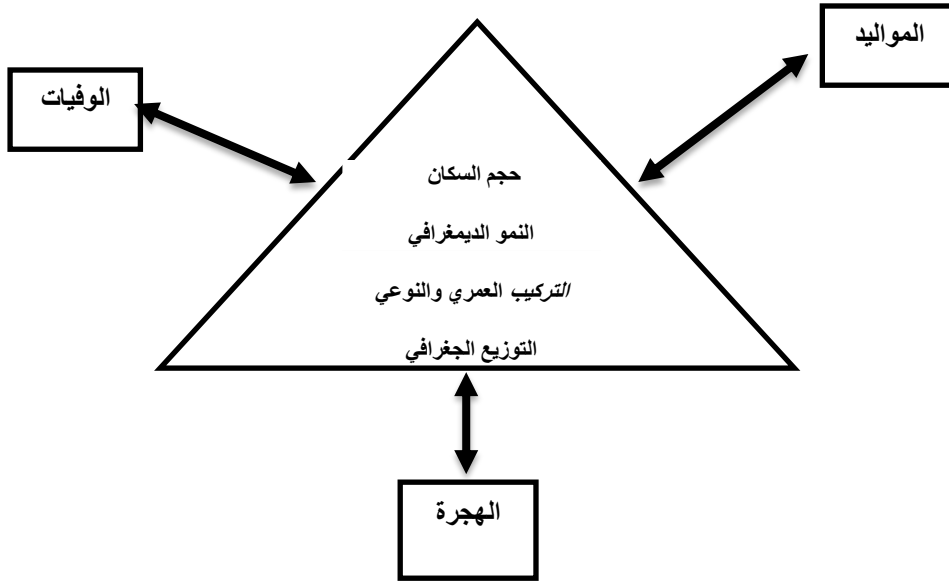 المواليد
الوفيات
حجم السكان
النمو الديمغرافي
التركيب العمري والنوعي
التوزيع الجغرافي
الهجرة